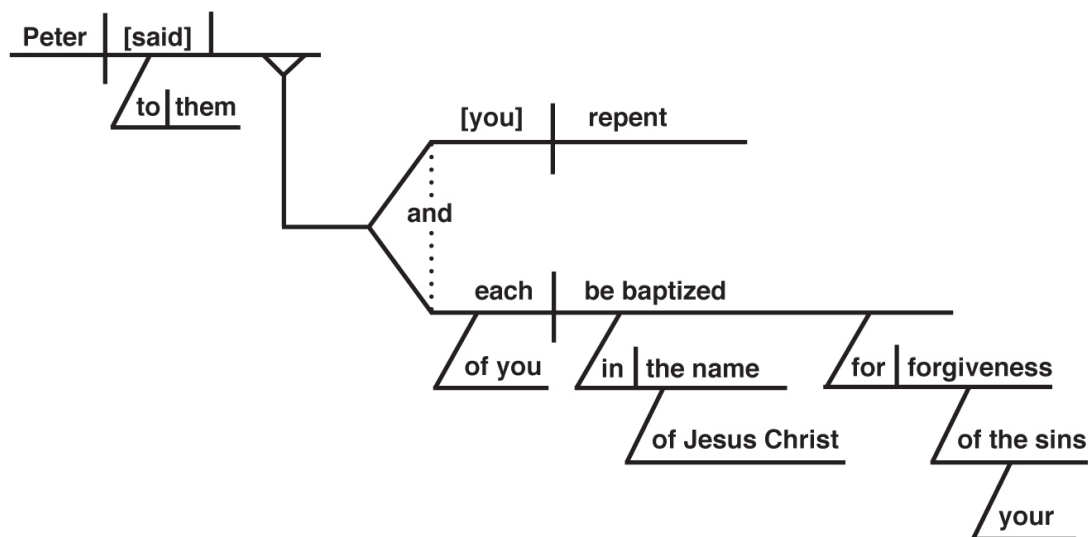 Peter [said]
to them
[you] repent
and
each be baptized
of you in the name for forgiveness
of Jesus Christ of the sins
your